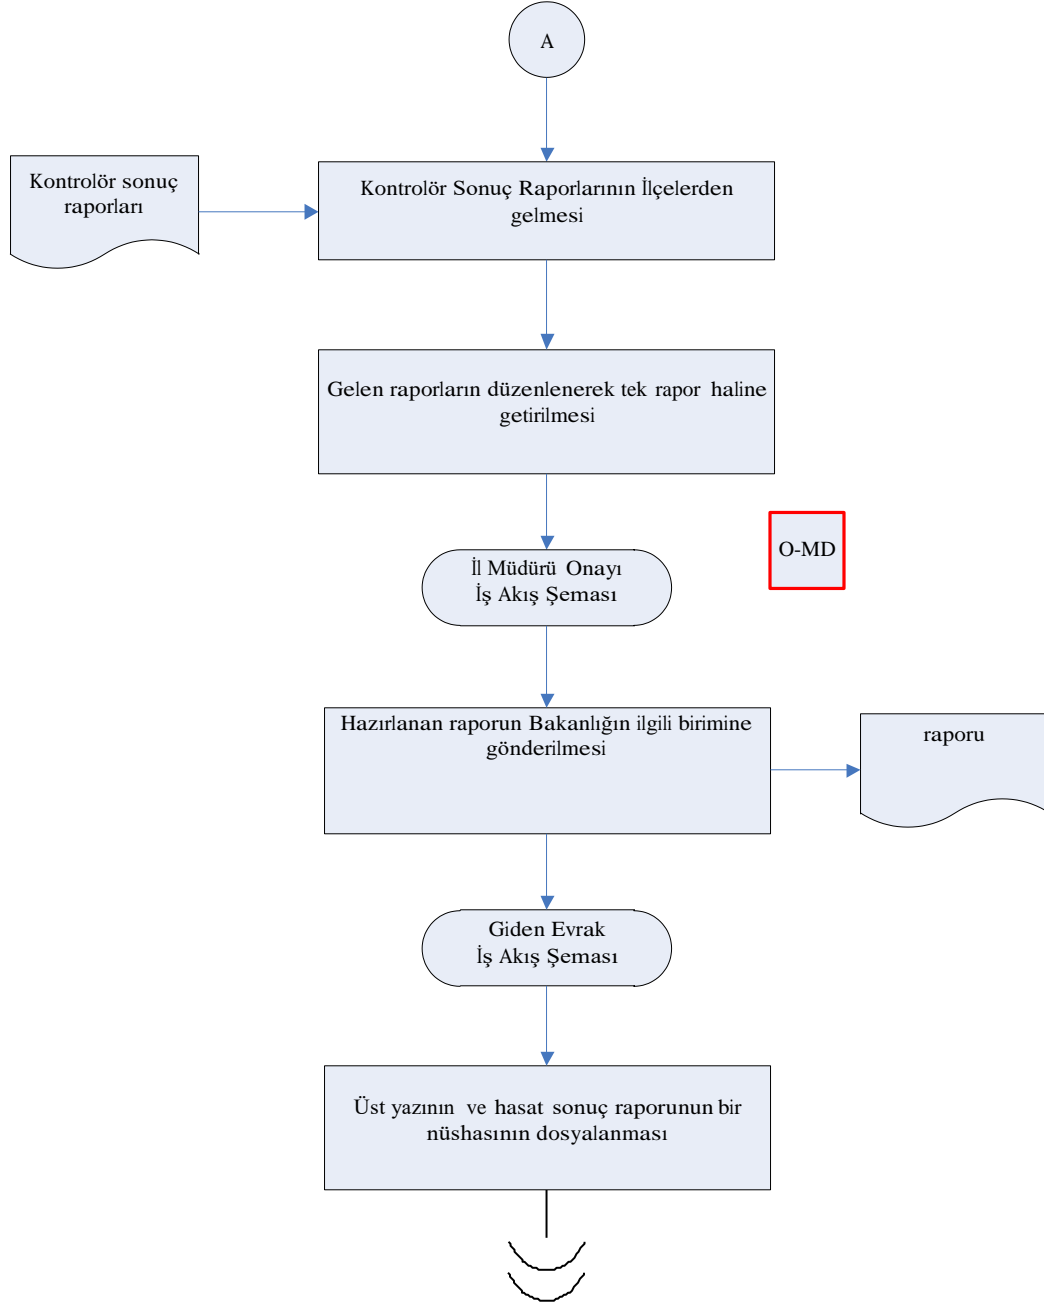 A
Kontrolör sonuç
raporları
Kontrolör Sonuç Raporlarının İlçelerden
gelmesi
Gelen raporların düzenlenerek tek rapor haline
getirilmesi
O-MD
İl Müdürü Onayı
İş Akış Şeması
Hazırlanan raporun Bakanlığın ilgili birimine
gönderilmesi
raporu
Giden Evrak
İş Akış Şeması
Üst yazının ve hasat sonuç raporunun bir
nüshasının dosyalanması